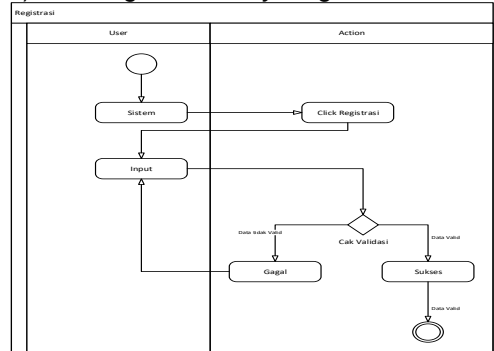 Registrasi
User
Action
Sistem
Click Registrasi
Input
Data tidak Valid
Cak Validasi
Data Valid
Gagal
Sukses
Data Valid